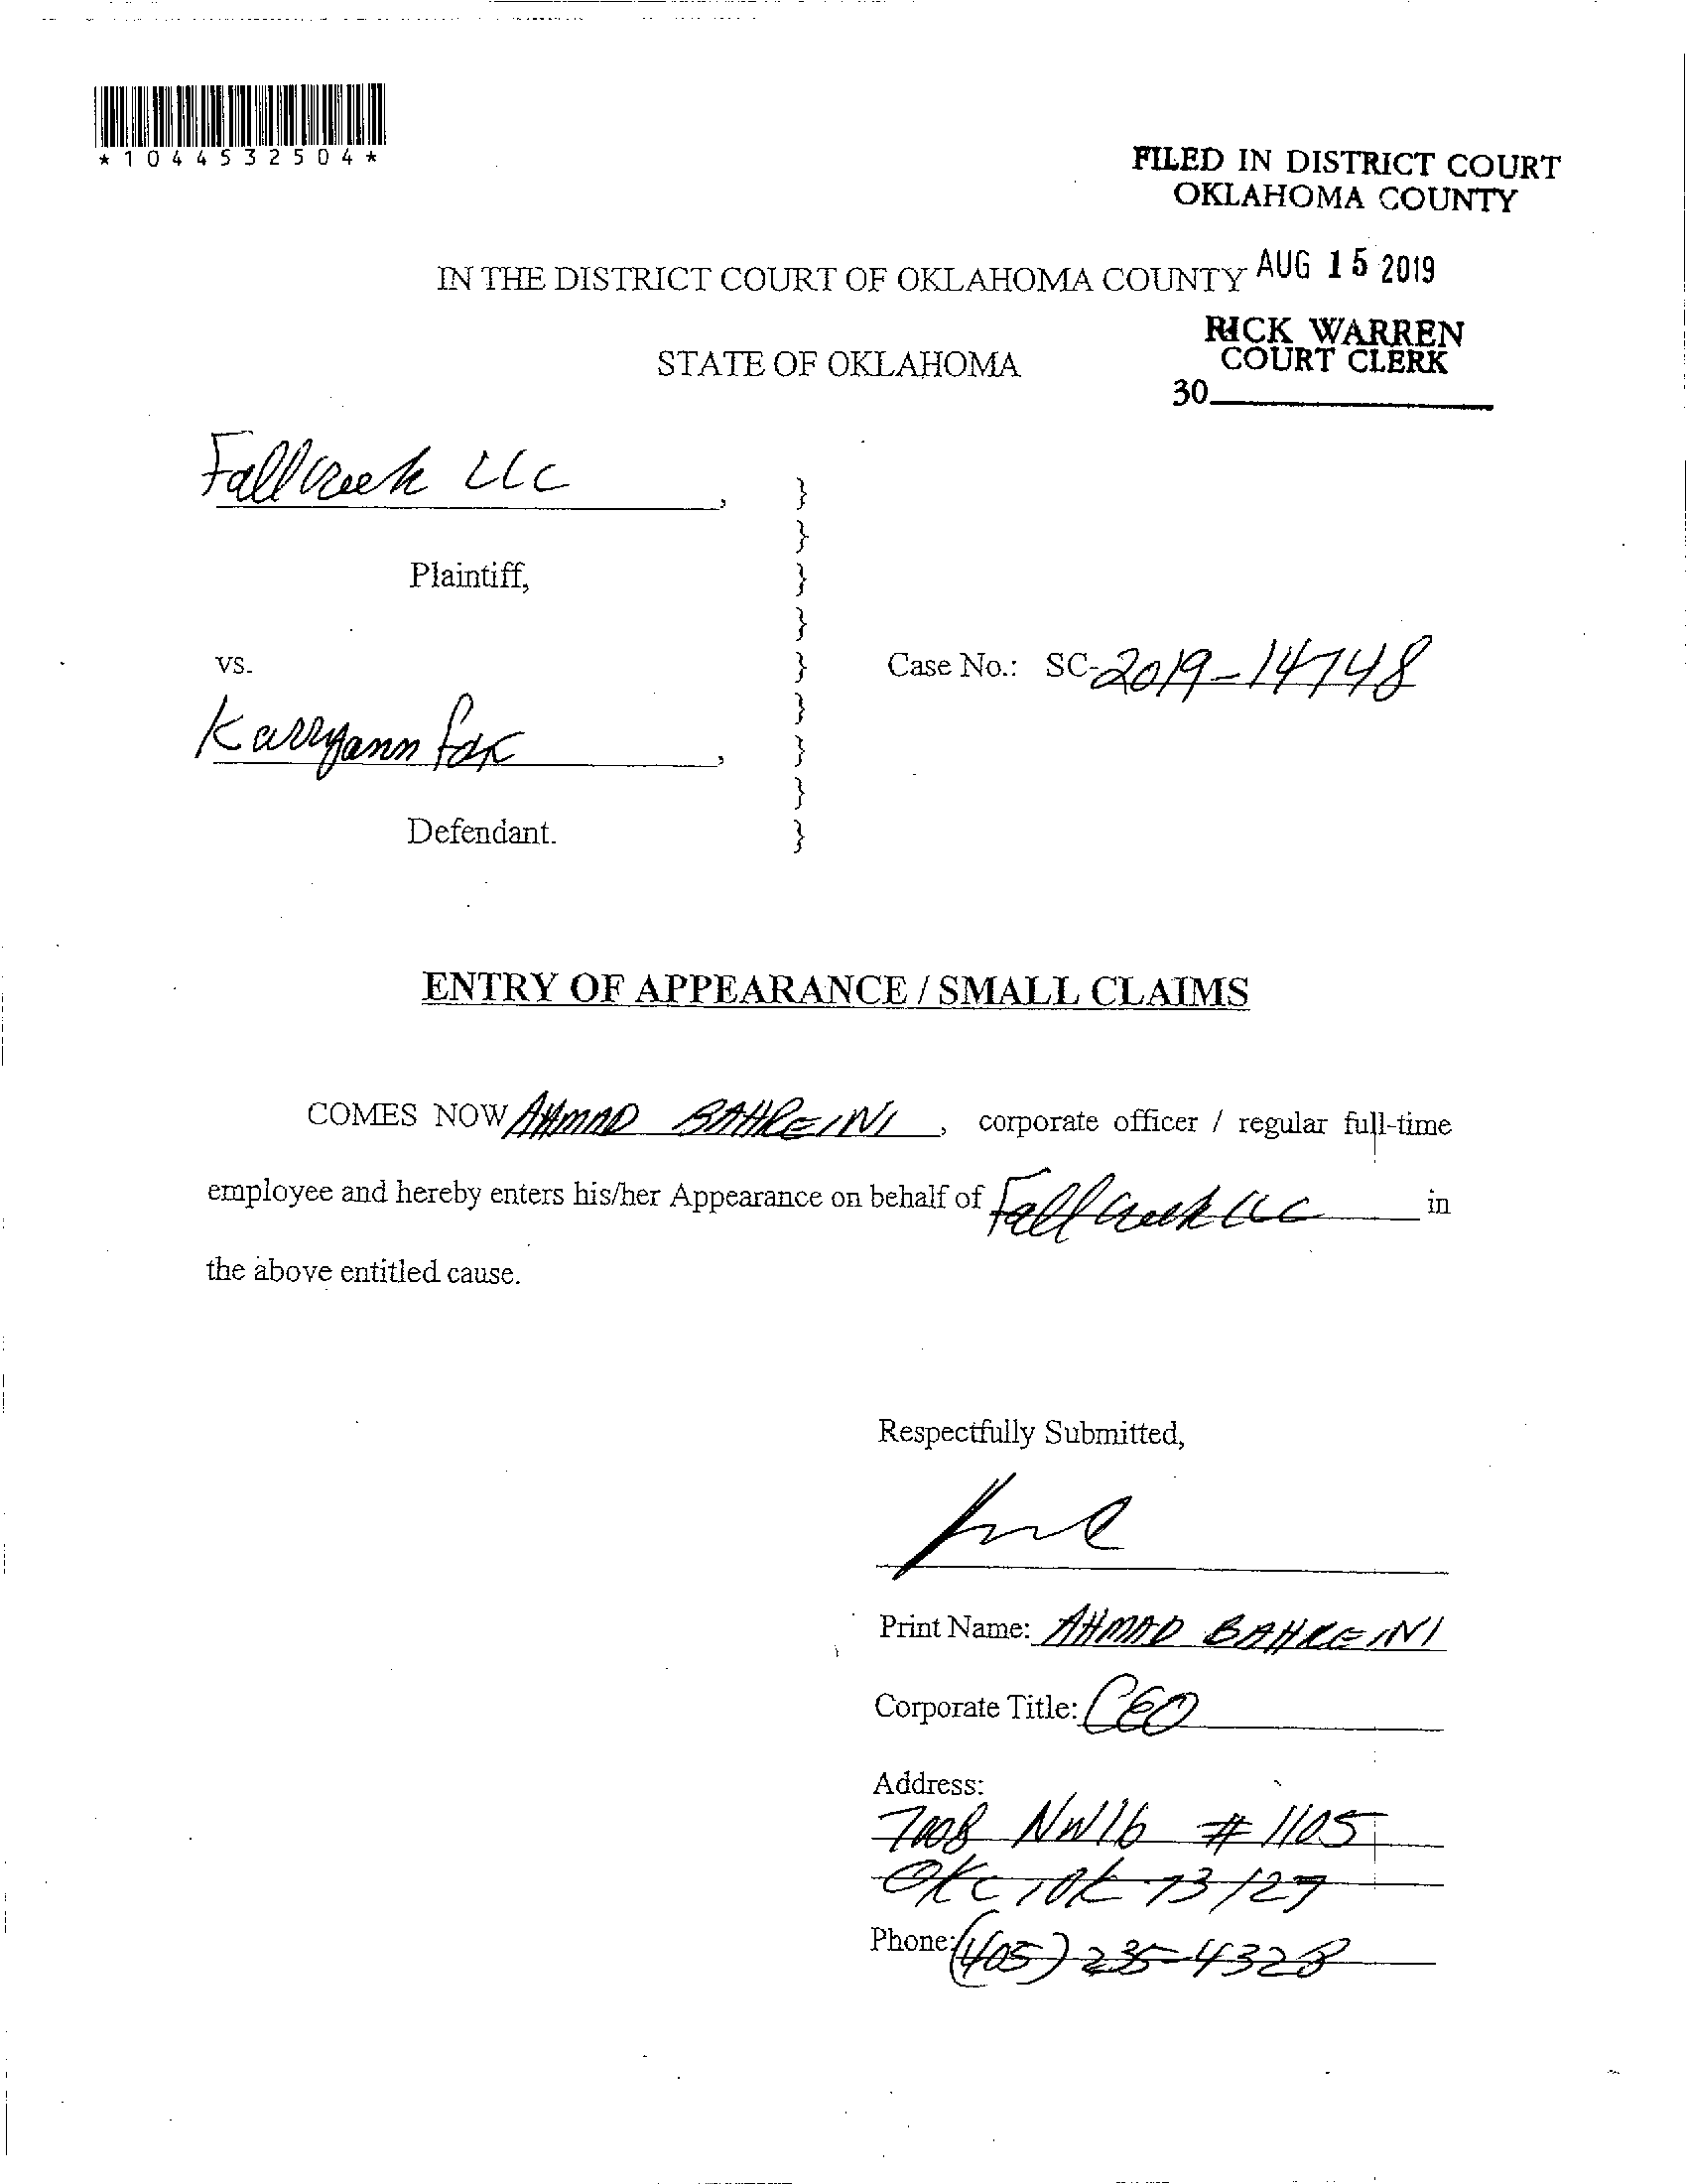 *1044532504*
FILED IN DISTRICT COURT
OKLAHOMA COUNTY
IN THE DISTRICT COURT OF OKLAHOMA COUNTY AUG 15 2019
RICK WARREN
STATE OF OKLAHOMA
COURT CLERK
30
Fallcreek LLC ,
Plaintiff,
vs.
Case No.: SC-2019-14748
Karryann Fox ,
Defendant.
ENTRY OF APPEARANCE / SMALL CLAIMS
COMES NOW AHMAD BAHREINI , corporate officer / regular full-time
employee and hereby enters his/her Appearance on behalf of Fallcreek LLC in
the above entitled cause.
Respectfully Submitted,
Print Name: AHMAD BAHREINI
Corporate Title: CEO
Address:
7008 NW16 #1105
OKC, OK 73127
Phone: (405) 235-4328